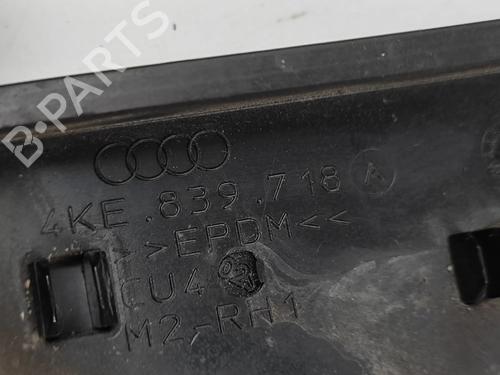 B-PARTS
4KE.839.718 A
>>EPDM<<
CU4
M2,-RH1